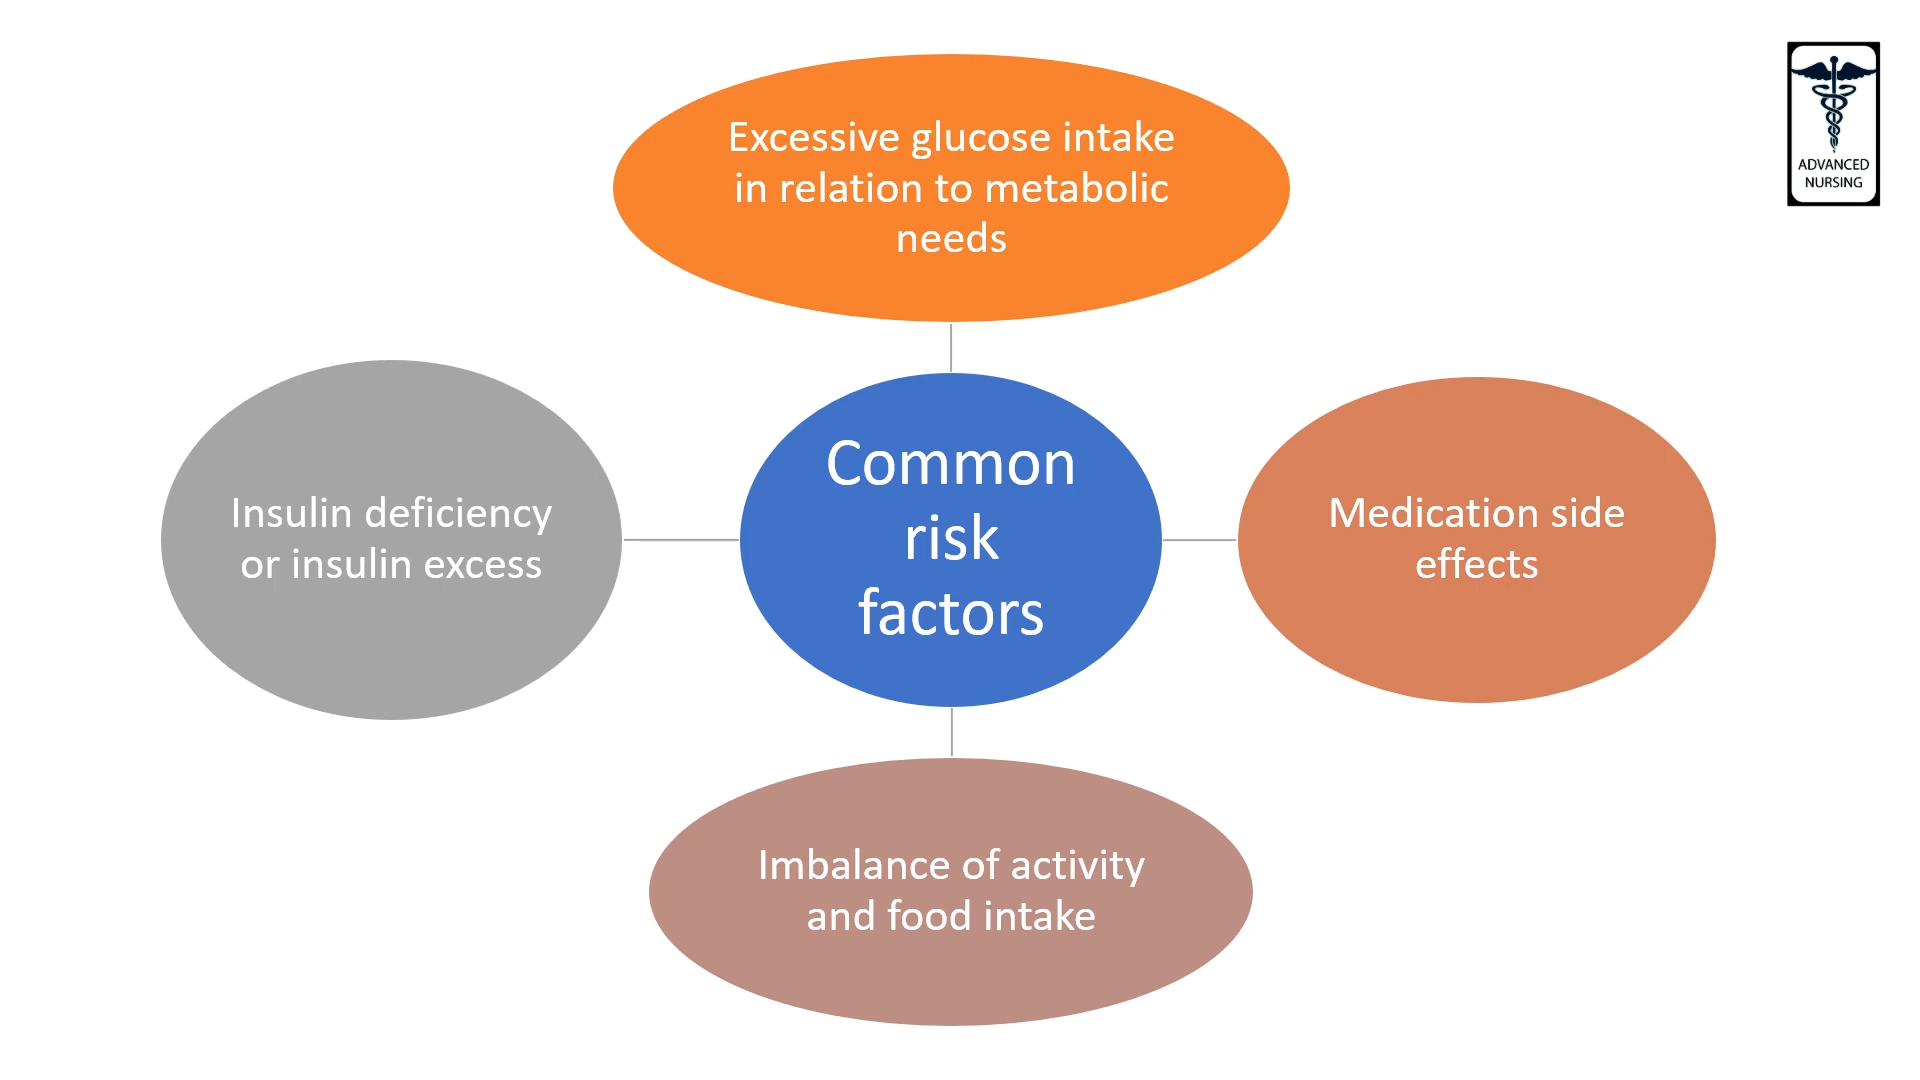 Excessive glucose intake
in relation to metabolic
needs
ADVANCED
NURSING
Insulin deficiency
or insulin excess
Common
risk
factors
Medication side
effects
Imbalance of activity
and food intake